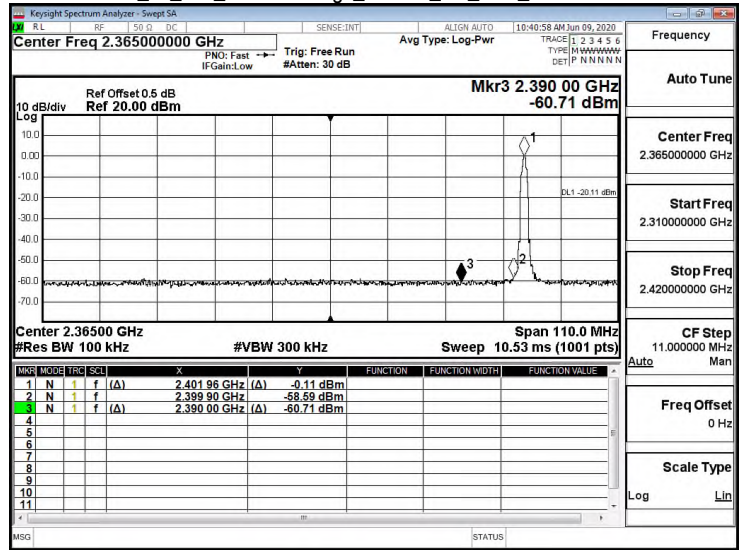 Keysight Spectrum Analyzer - Swept SA
RL RF 50 Ω DC SENSE:INT ALIGN AUTO 10:40:58 AM Jun 09, 2020
Center Freq 2.365000000 GHz
PNO: Fast
IFGain:Low
Trig: Free Run
#Atten: 30 dB
Avg Type: Log-Pwr
TRACE 1 2 3 4 5 6
TYPE M WWWWW
DET P N N N N N
Ref Offset 0.5 dB
10 dB/div Ref 20.00 dBm
Log
Mkr3 2.390 00 GHz
-60.71 dBm
10.0
0.00
-10.0
-20.0
-30.0
-40.0
-50.0
-60.0
-70.0
1
DL1 -20.11 dBm
3
2
Center 2.36500 GHz Span 110.0 MHz
#Res BW 100 kHz #VBW 300 kHz Sweep 10.53 ms (1001 pts)
MKR MODE TRC SCL X Y FUNCTION FUNCTION WIDTH FUNCTION VALUE
1 N 1 f (Δ) 2.401 96 GHz (Δ) -0.11 dBm
2 N 1 f 2.399 90 GHz -58.59 dBm
3 N 1 f (Δ) 2.390 00 GHz (Δ) -60.71 dBm
4
5
6
7
8
9
10
11
MSG STATUS
Frequency
Auto Tune
Center Freq
2.365000000 GHz
Start Freq
2.310000000 GHz
Stop Freq
2.420000000 GHz
CF Step
11.000000 MHz
Auto Man
Freq Offset
0 Hz
Scale Type
Log Lin